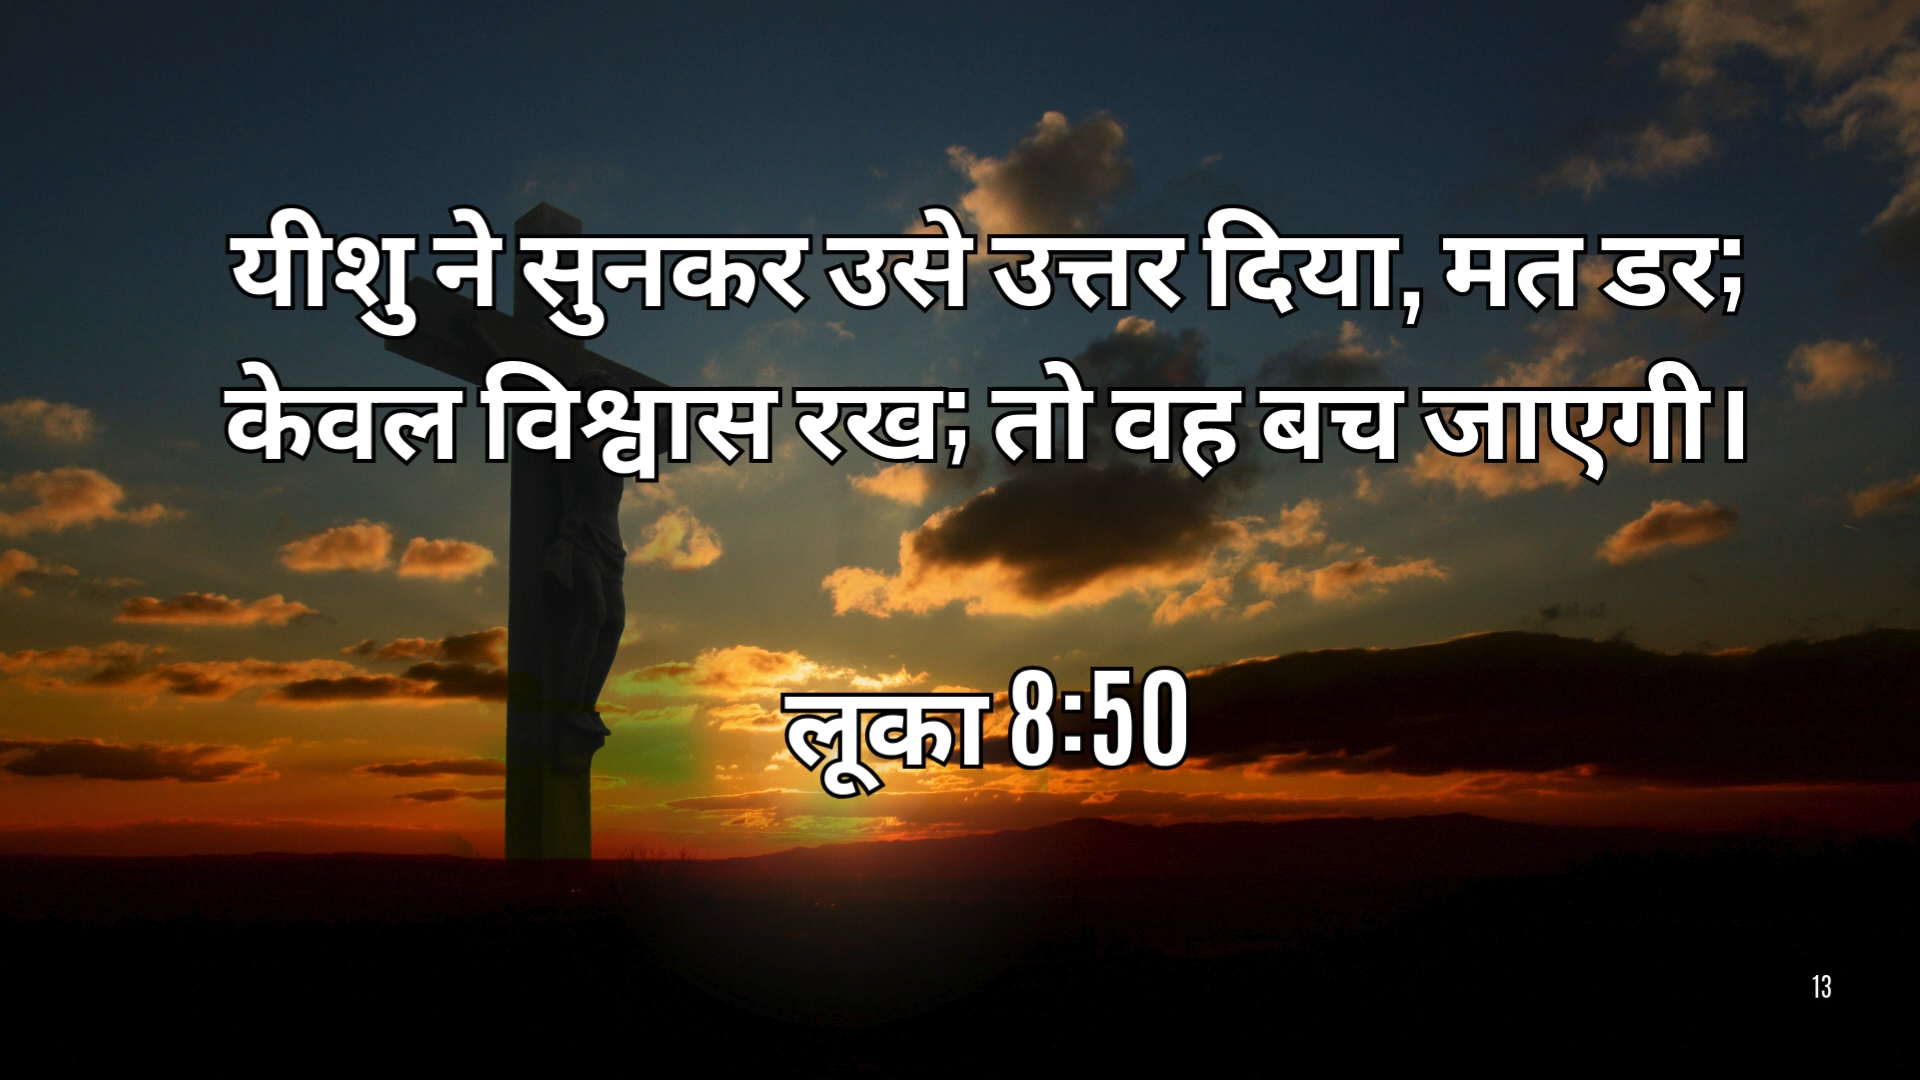 यीशु ने सुनकर उसे उत्तर दिया, मत डर;
केवल विश्वास रख; तो वह बच जाएगी।
लूका 8:50
13